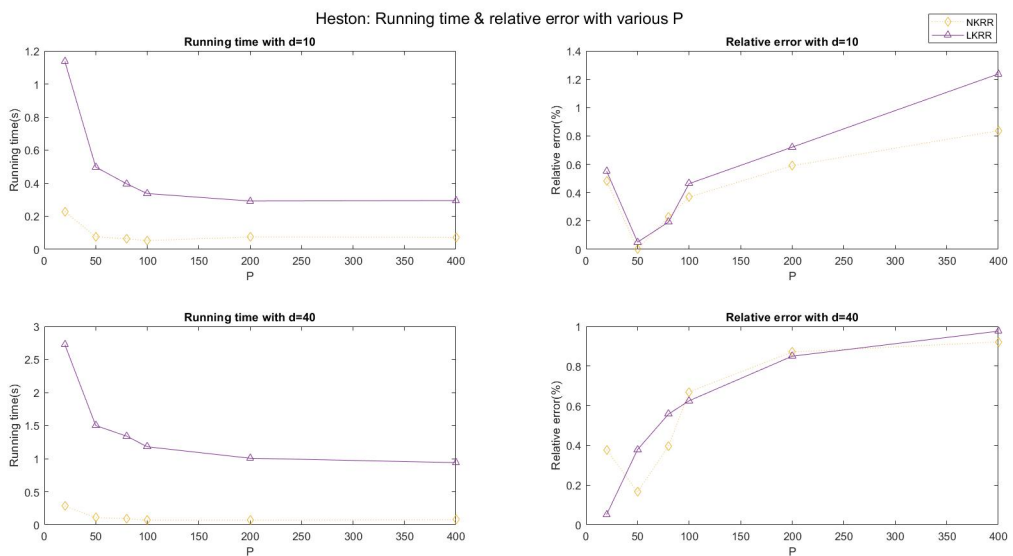 Heston: Running time & relative error with various P
NKRR
LKRR
Running time with d=10
Running time(s)
0
0.2
0.4
0.6
0.8
1
1.2
0 50 100 150 200 250 300 350 400
P
Relative error with d=10
Relative error(%)
0
0.2
0.4
0.6
0.8
1
1.2
1.4
0 50 100 150 200 250 300 350 400
P
Running time with d=40
Running time(s)
0
0.5
1
1.5
2
2.5
3
0 50 100 150 200 250 300 350 400
P
Relative error with d=40
Relative error(%)
0
0.2
0.4
0.6
0.8
1
0 50 100 150 200 250 300 350 400
P